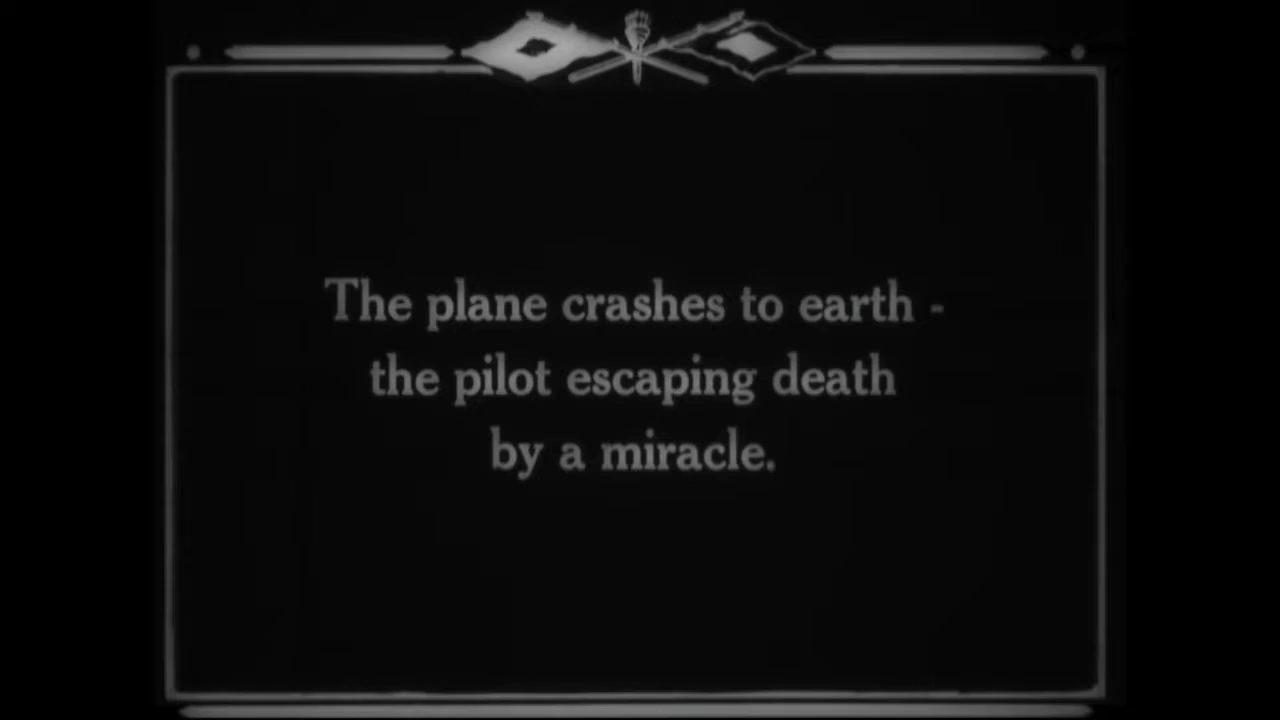 The plane crashes to earth -
the pilot escaping death
by a miracle.